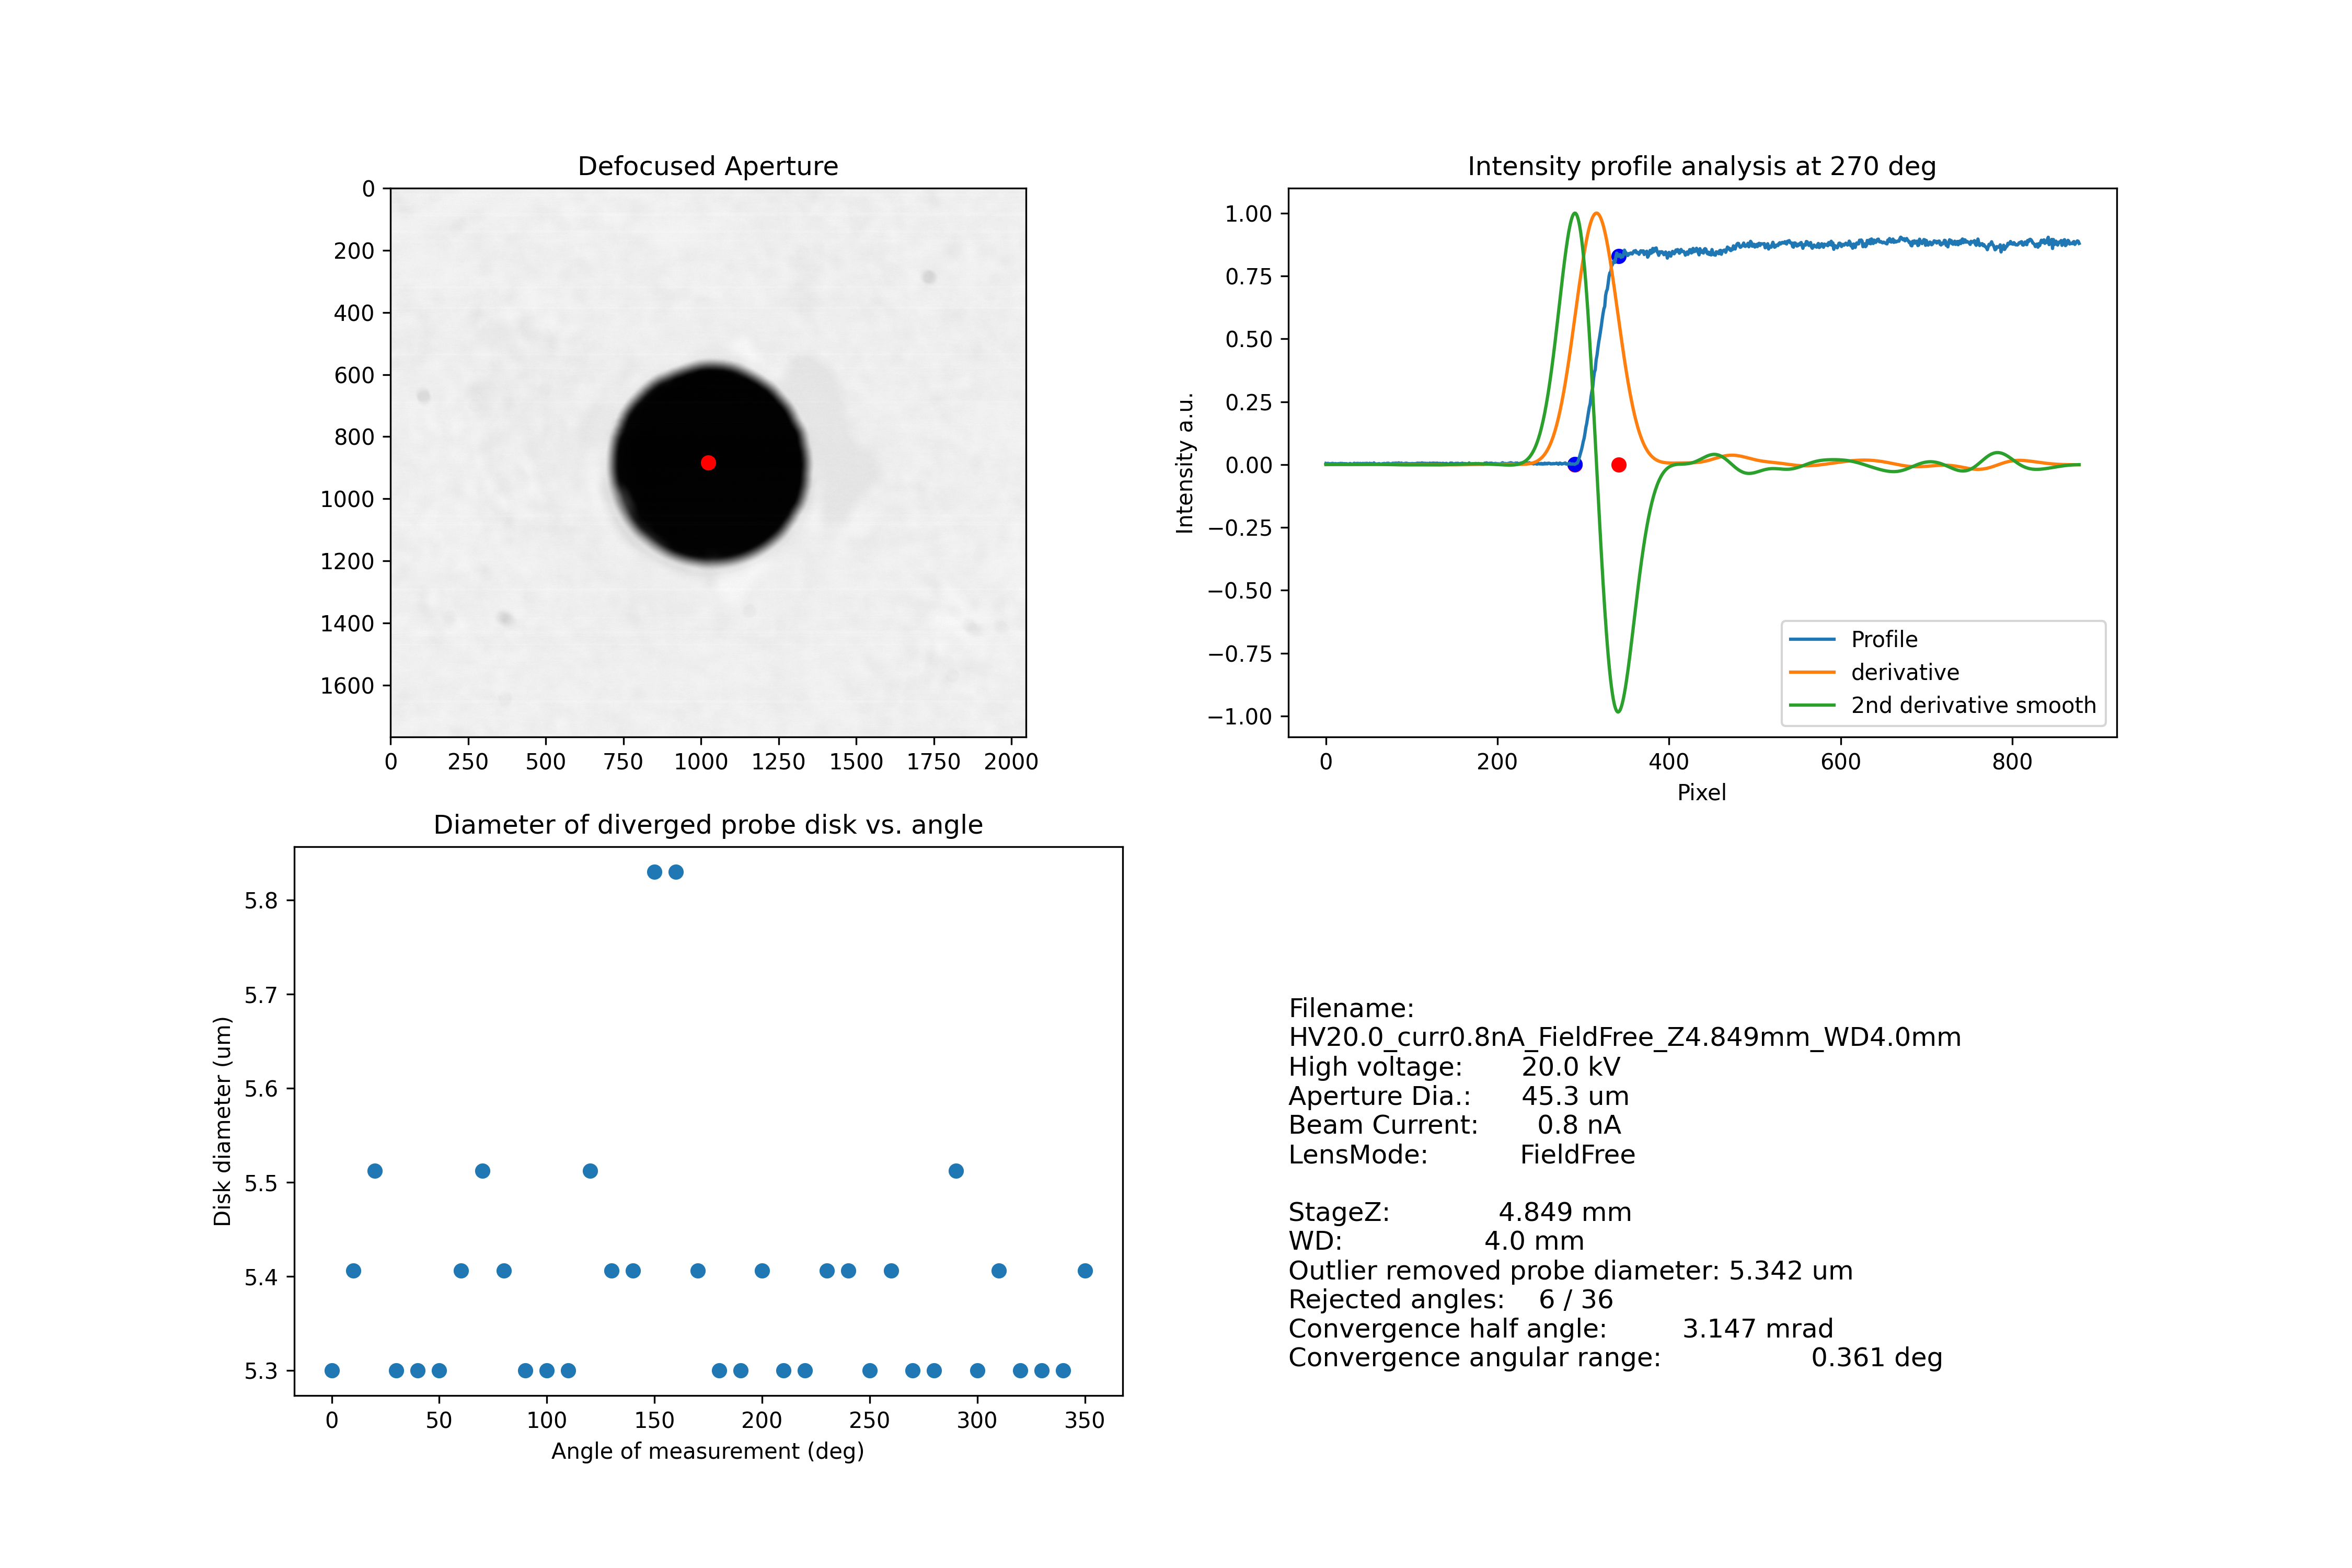 Defocused Aperture
0
200
400
600
800
1000
1200
1400
1600
0 250 500 750 1000 1250 1500 1750 2000
Intensity profile analysis at 270 deg
Intensity a.u.
1.00
0.75
0.50
0.25
0.00
−0.25
−0.50
−0.75
−1.00
Profile
derivative
2nd derivative smooth
0 200 400 600 800
Pixel
Diameter of diverged probe disk vs. angle
Disk diameter (um)
5.8
5.7
5.6
5.5
5.4
5.3
0 50 100 150 200 250 300 350
Angle of measurement (deg)
Filename:
HV20.0_curr0.8nA_FieldFree_Z4.849mm_WD4.0mm
High voltage: 20.0 kV
Aperture Dia.: 45.3 um
Beam Current: 0.8 nA
LensMode: FieldFree
StageZ: 4.849 mm
WD: 4.0 mm
Outlier removed probe diameter: 5.342 um
Rejected angles: 6 / 36
Convergence half angle: 3.147 mrad
Convergence angular range: 0.361 deg